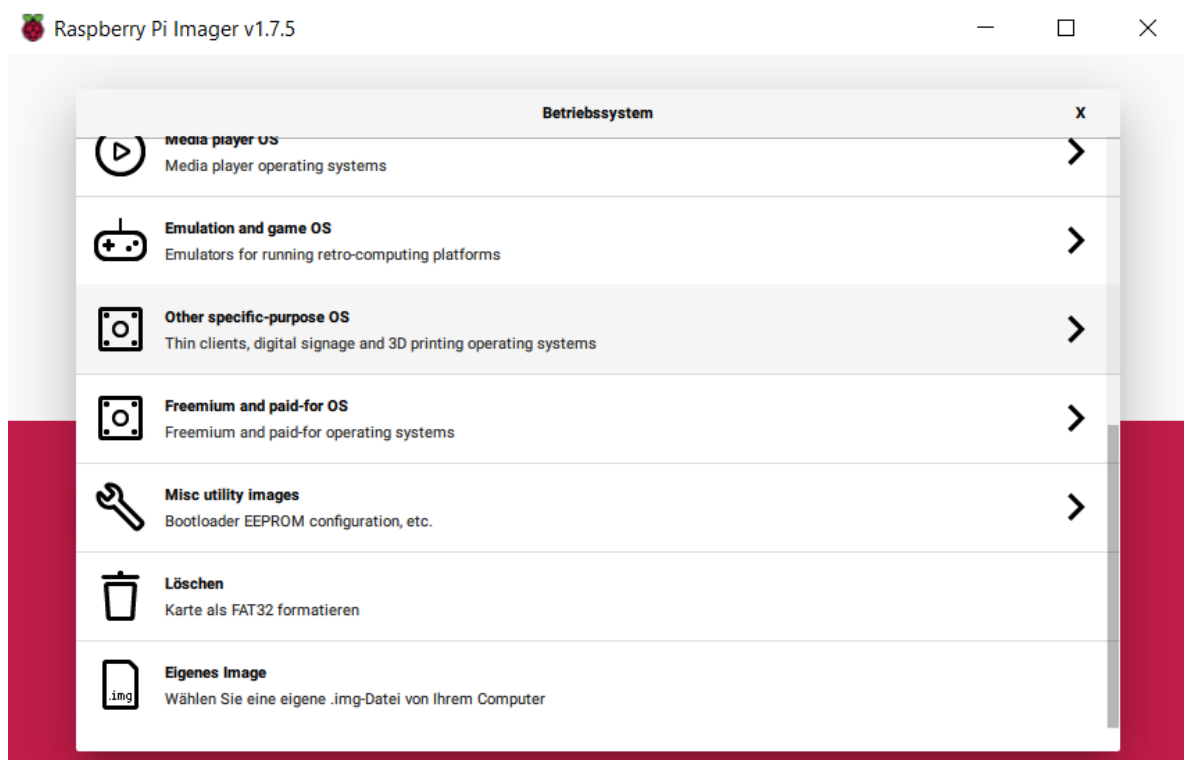 Raspberry Pi Imager v1.7.5
Betriebssystem
X
Media player OS
Media player operating systems
Emulation and game OS
Emulators for running retro-computing platforms
Other specific-purpose OS
Thin clients, digital signage and 3D printing operating systems
Freemium and paid-for OS
Freemium and paid-for operating systems
Misc utility images
Bootloader EEPROM configuration, etc.
Löschen
Karte als FAT32 formatieren
.img
Eigenes Image
Wählen Sie eine eigene .img-Datei von Ihrem Computer